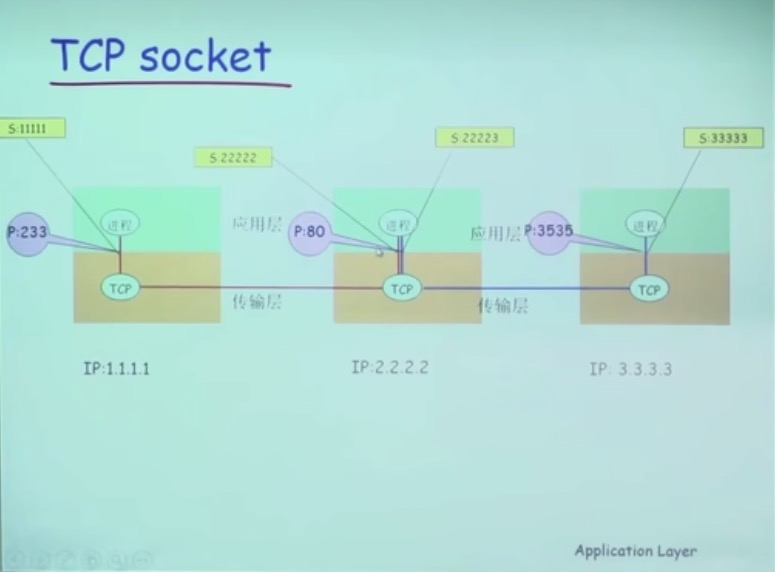 TCP socket
S:11111
S:22222
S:22223
S:33333
P:233
进程
应用层
P:80
进程
应用层
P:3535
进程
TCP
传输层
TCP
传输层
TCP
IP:1.1.1.1
IP:2.2.2.2
IP: 3.3.3.3
Application Layer